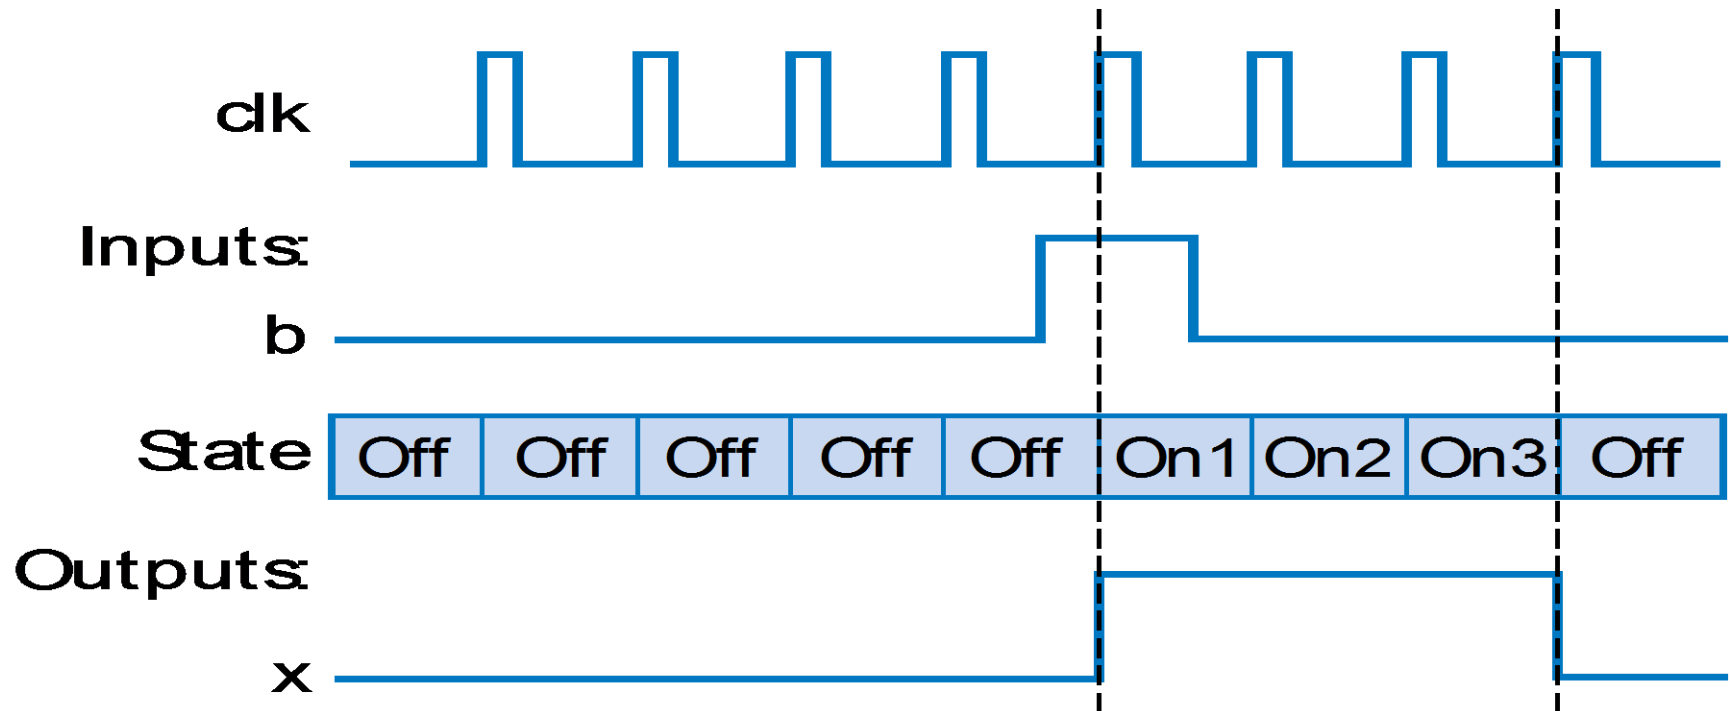 clk
Inputs:
b
State Off Off Off Off Off On1 On2 On3 Off
Outputs:
x